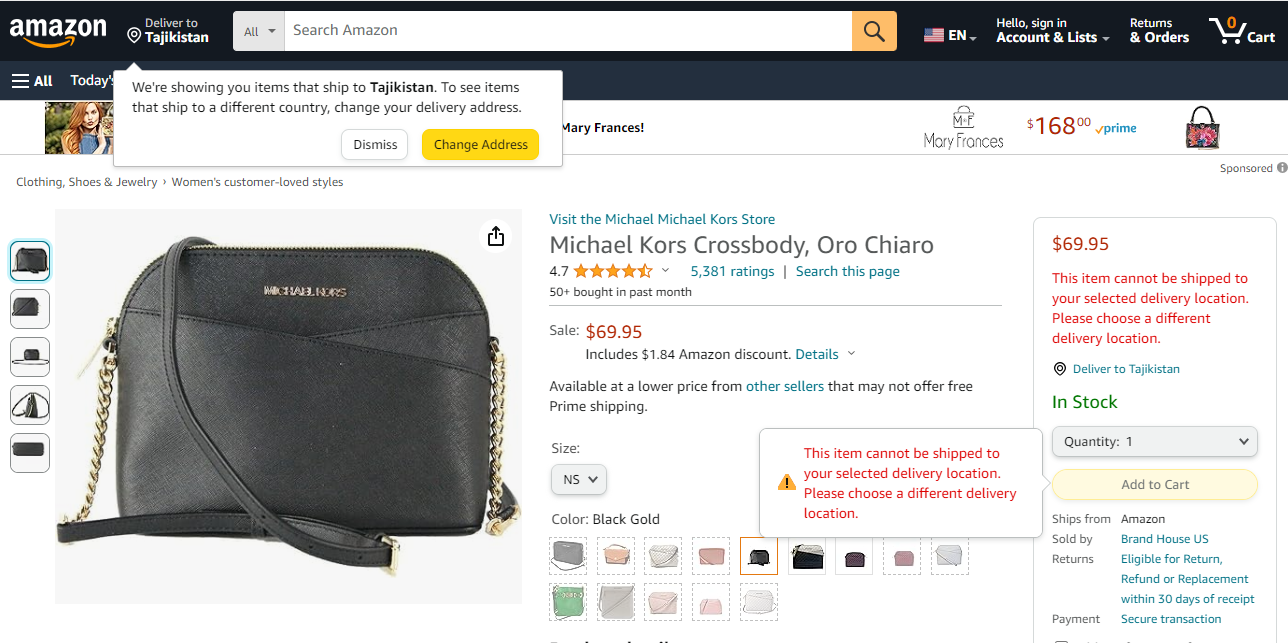 amazon
Deliver to
Tajikistan
All
Search Amazon
EN
Hello, sign in
Account & Lists
Returns
& Orders
0
Cart
All
Today's
We're showing you items that ship to Tajikistan. To see items
that ship to a different country, change your delivery address.
Dismiss
Change Address
Mary Frances!
M F
Mary Frances
$168.00
prime
Sponsored
Clothing, Shoes & Jewelry › Women's customer-loved styles
MICHAEL KORS
Visit the Michael Michael Kors Store
Michael Kors Crossbody, Oro Chiaro
4.7
5,381 ratings | Search this page
50+ bought in past month
Sale: $69.95
Includes $1.84 Amazon discount. Details
Available at a lower price from other sellers that may not offer free
Prime shipping.
Size:
NS
Color: Black Gold
This item cannot be shipped to
your selected delivery location.
Please choose a different delivery
location.
$69.95
This item cannot be shipped to
your selected delivery location.
Please choose a different
delivery location.
Deliver to Tajikistan
In Stock
Quantity: 1
Add to Cart
Ships from Amazon
Sold by Brand House US
Returns Eligible for Return,
Refund or Replacement
within 30 days of receipt
Payment Secure transaction